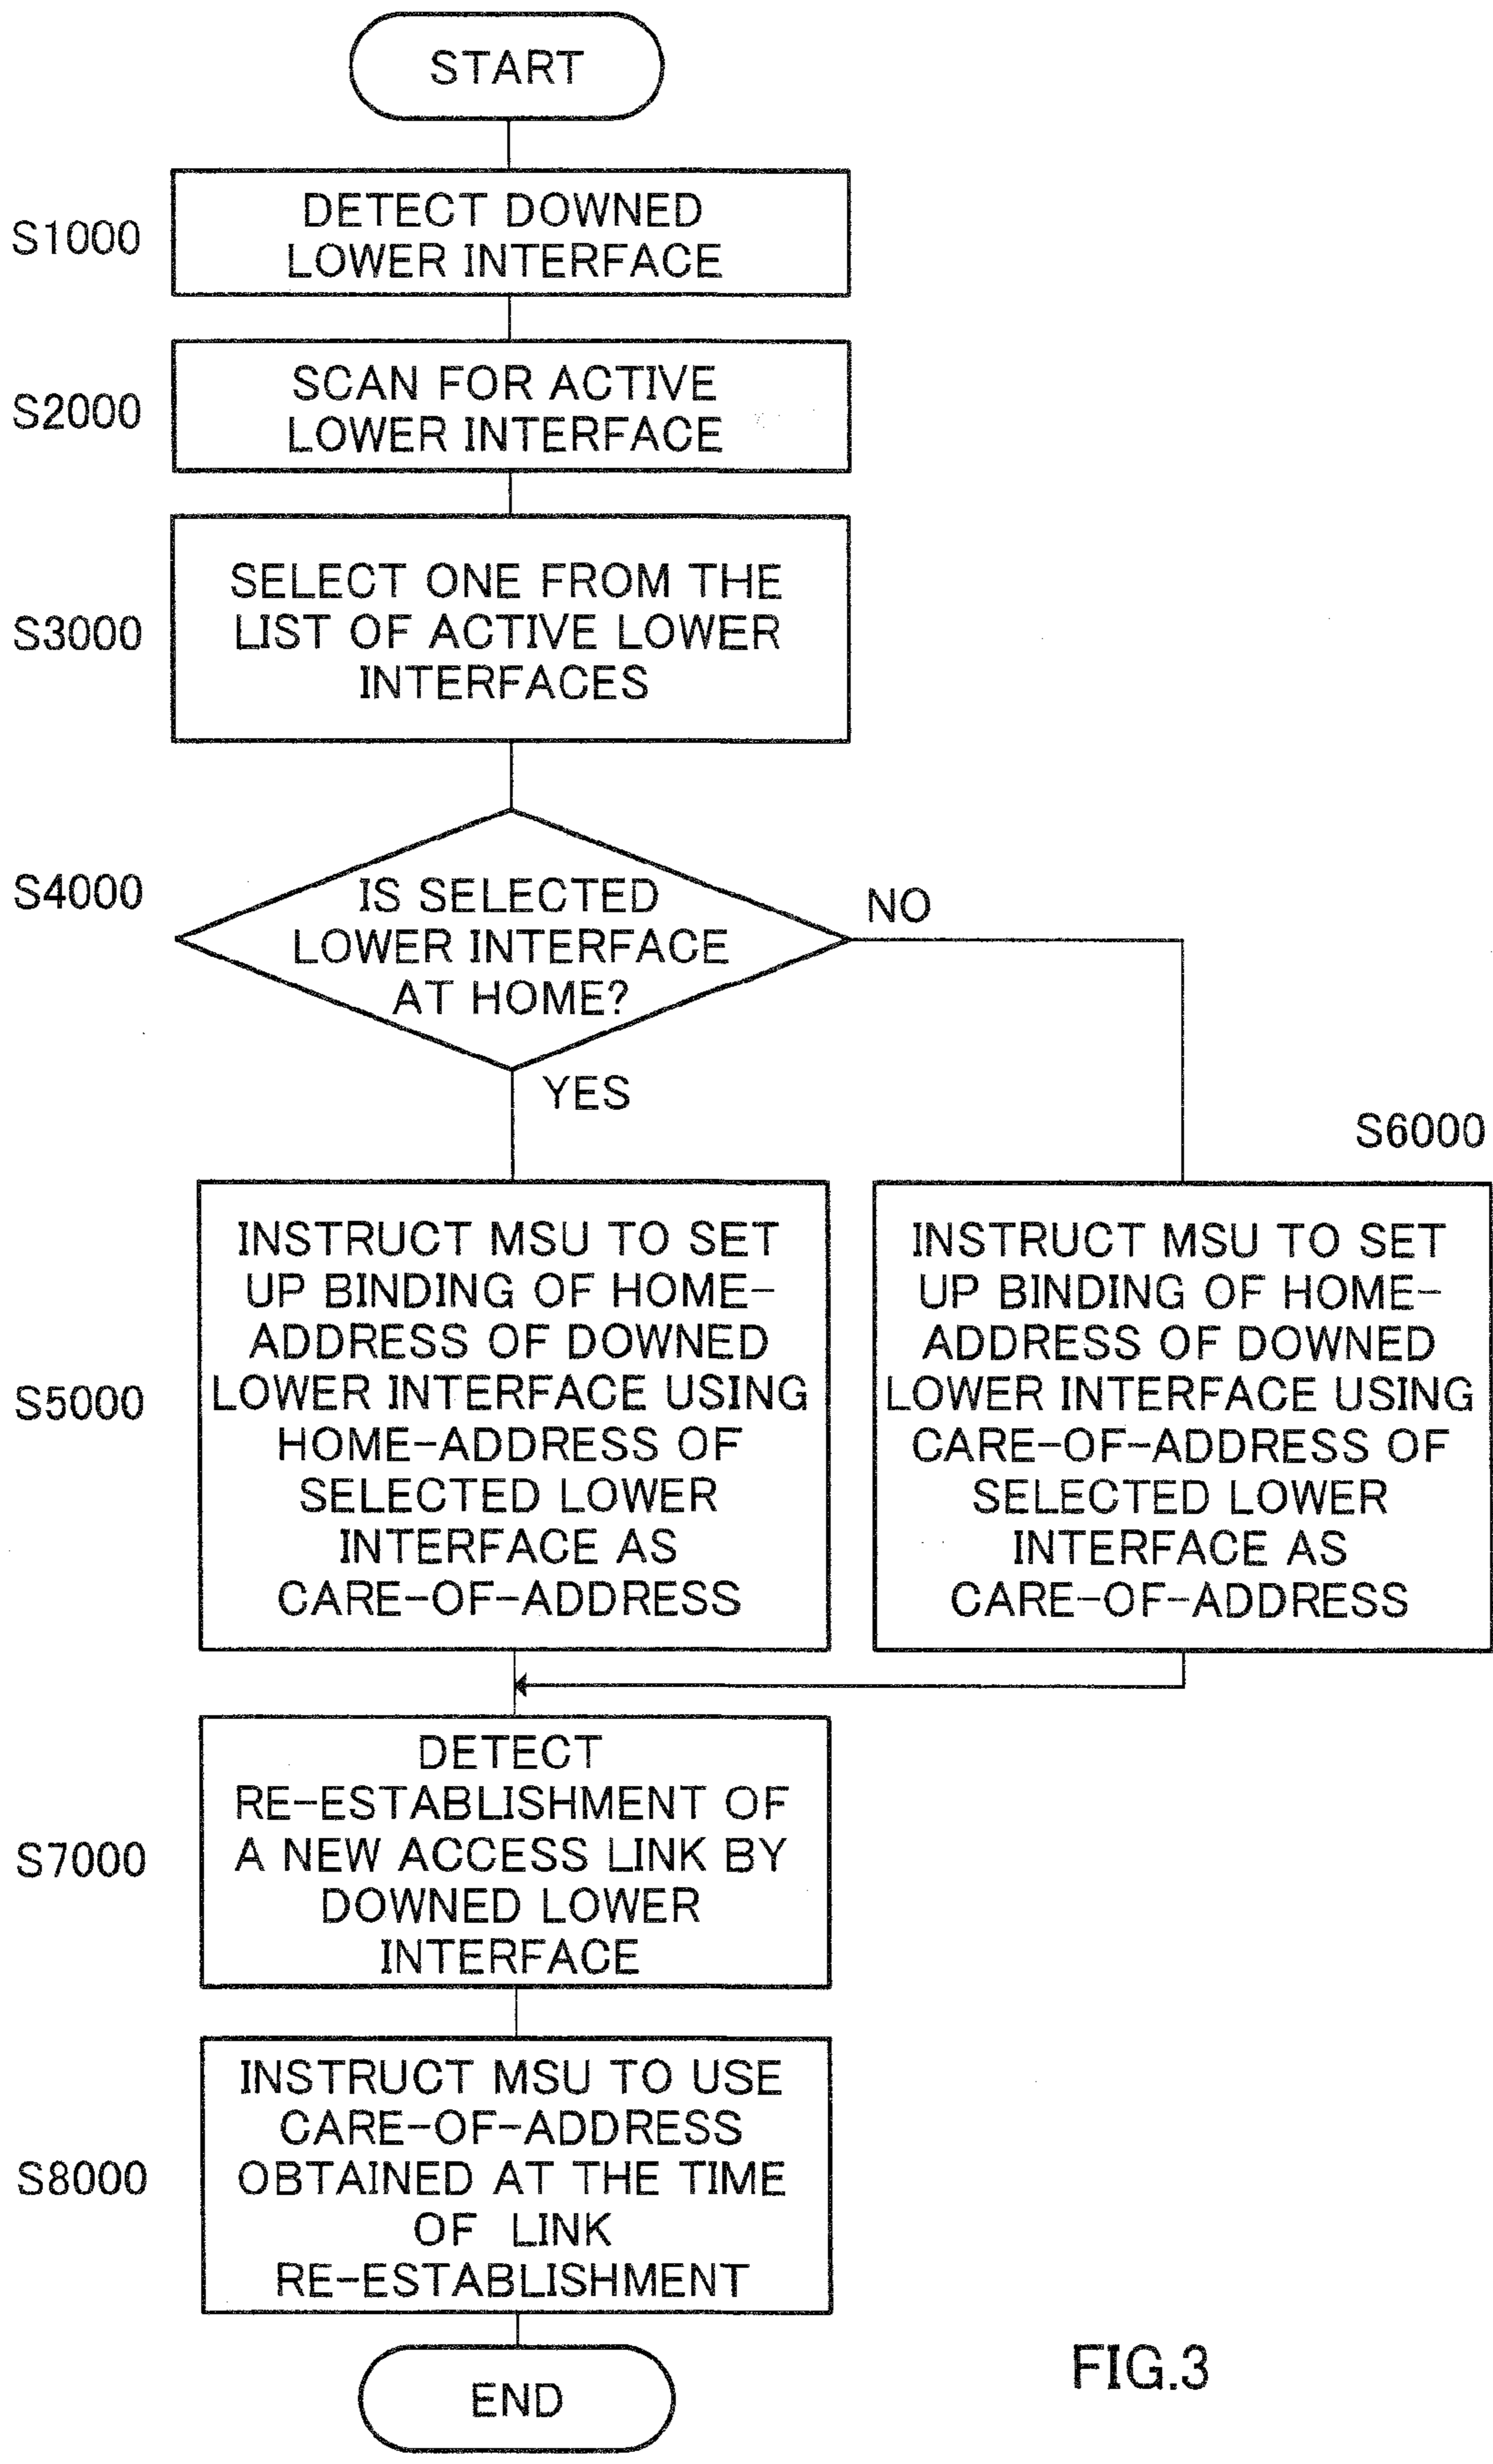 START
S1000
DETECT DOWNED
LOWER INTERFACE
S2000
SCAN FOR ACTIVE
LOWER INTERFACE
S3000
SELECT ONE FROM THE
LIST OF ACTIVE LOWER
INTERFACES
S4000
IS SELECTED
LOWER INTERFACE
AT HOME?
NO
YES
S5000
INSTRUCT MSU TO SET
UP BINDING OF HOME-
ADDRESS OF DOWNED
LOWER INTERFACE USING
HOME-ADDRESS OF
SELECTED LOWER
INTERFACE AS
CARE-OF-ADDRESS
S6000
INSTRUCT MSU TO SET
UP BINDING OF HOME-
ADDRESS OF DOWNED
LOWER INTERFACE USING
CARE-OF-ADDRESS OF
SELECTED LOWER
INTERFACE AS
CARE-OF-ADDRESS
S7000
DETECT
RE-ESTABLISHMENT OF
A NEW ACCESS LINK BY
DOWNED LOWER
INTERFACE
S8000
INSTRUCT MSU TO USE
CARE-OF-ADDRESS
OBTAINED AT THE TIME
OF LINK
RE-ESTABLISHMENT
END
FIG.3